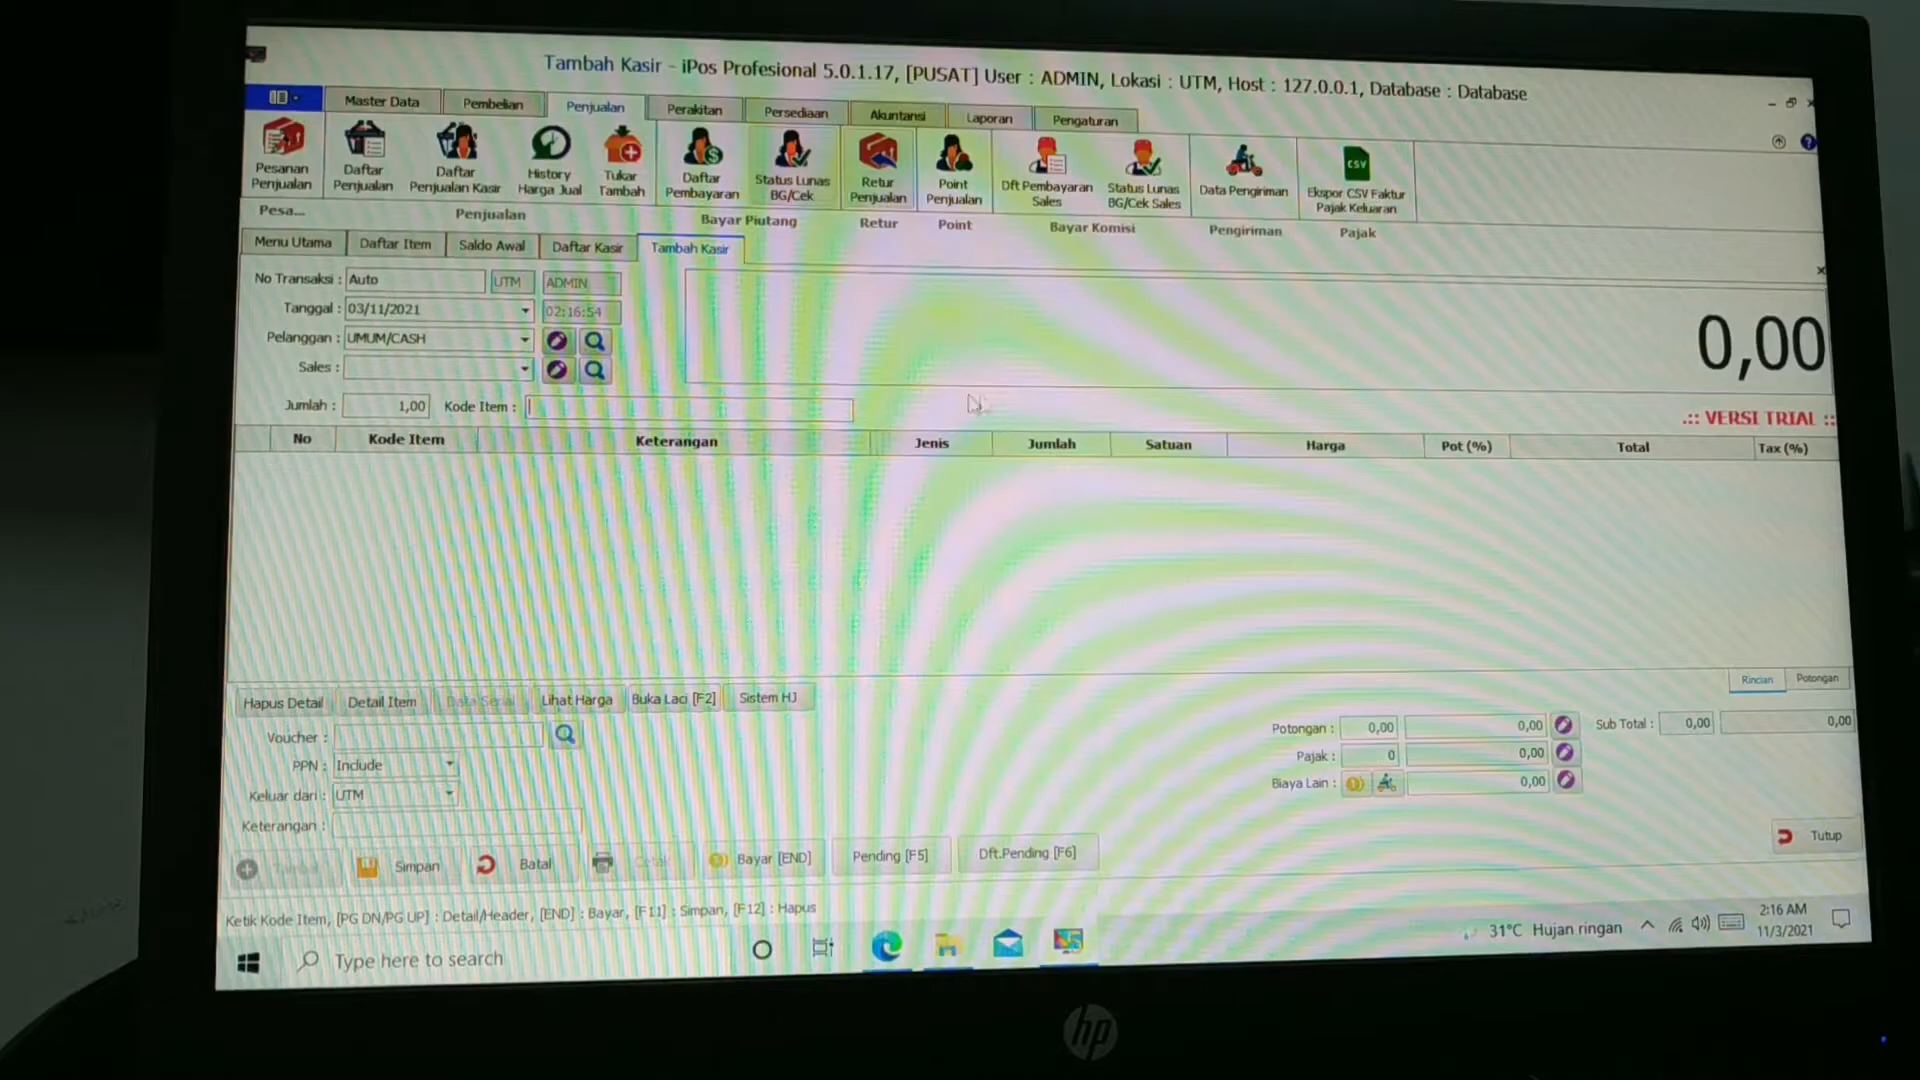 Tambah Kasir - iPos Profesional 5.0.1.17, [PUSAT] User : ADMIN, Lokasi : UTM, Host : 127.0.0.1, Database : Database
Master Data Pembelian Penjualan Perakitan Persediaan Akuntansi Laporan Pengaturan
Pesanan Penjualan
Daftar Penjualan
Daftar Penjualan Kasir
History Harga Jual
Tukar Tambah
Daftar Pembayaran
Status Lunas BG/Cek
Retur Penjualan
Point Penjualan
Dft Pembayaran Sales
Status Lunas BG/Cek Sales
Data Pengiriman
CSV
Ekspor CSV Faktur Pajak Keluaran
Pesa... Penjualan Bayar Piutang Retur Point Bayar Komisi Pengiriman Pajak
Menu Utama Daftar Item Saldo Awal Daftar Kasir Tambah Kasir
No Transaksi : Auto UTM ADMIN
Tanggal : 03/11/2021 02:16:54
Pelanggan : UMUM/CASH
Sales :
0,00
Jumlah : 1,00 Kode Item :
.:: VERSI TRIAL ::
No Kode Item Keterangan Jenis Jumlah Satuan Harga Pot (%) Total Tax (%)
Rincian Potongan
Hapus Detail Detail Item Data Serial Lihat Harga Buka Laci [F2] Sistem HJ
Voucher :
PPN : Include
Keluar dari : UTM
Keterangan :
Potongan : 0,00 0,00 Sub Total : 0,00 0,00
Pajak : 0 0,00
Biaya Lain : 0,00
Simpan Batal Cetak Bayar [END] Pending [F5] Dft.Pending [F6] Tutup
Ketik Kode Item, [PG DN/PG UP] : Detail/Header, [END] : Bayar, [F11] : Simpan, [F12] : Hapus
Type here to search
31°C Hujan ringan
2:16 AM
11/3/2021
hp